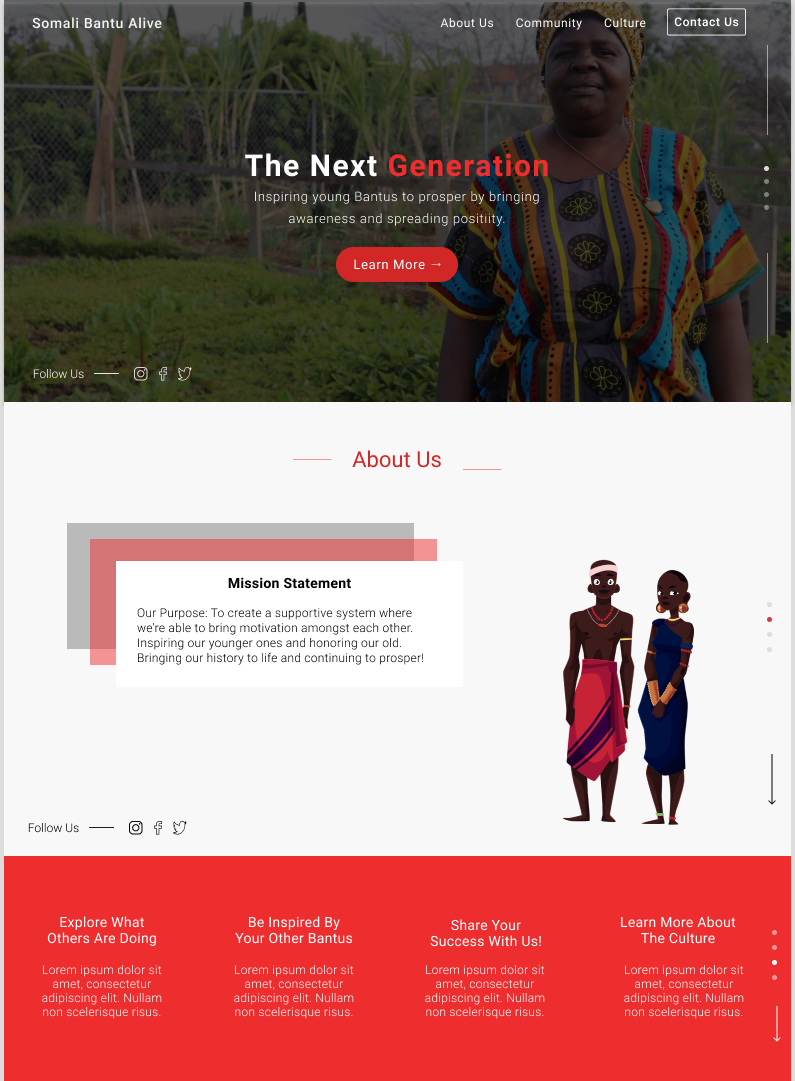 Somali Bantu Alive
About Us Community Culture Contact Us
The Next Generation
Inspiring young Bantus to prosper by bringing
awareness and spreading positiity.
Learn More →
Follow Us
About Us
Mission Statement
Our Purpose: To create a supportive system where
we're able to bring motivation amongst each other.
Inspiring our younger ones and honoring our old.
Bringing our history to life and continuing to prosper!
Follow Us
Explore What
Others Are Doing
Lorem ipsum dolor sit
amet, consectetur
adipiscing elit. Nullam
non scelerisque risus.
Be Inspired By
Your Other Bantus
Lorem ipsum dolor sit
amet, consectetur
adipiscing elit. Nullam
non scelerisque risus.
Share Your
Success With Us!
Lorem ipsum dolor sit
amet, consectetur
adipiscing elit. Nullam
non scelerisque risus.
Learn More About
The Culture
Lorem ipsum dolor sit
amet, consectetur
adipiscing elit. Nullam
non scelerisque risus.